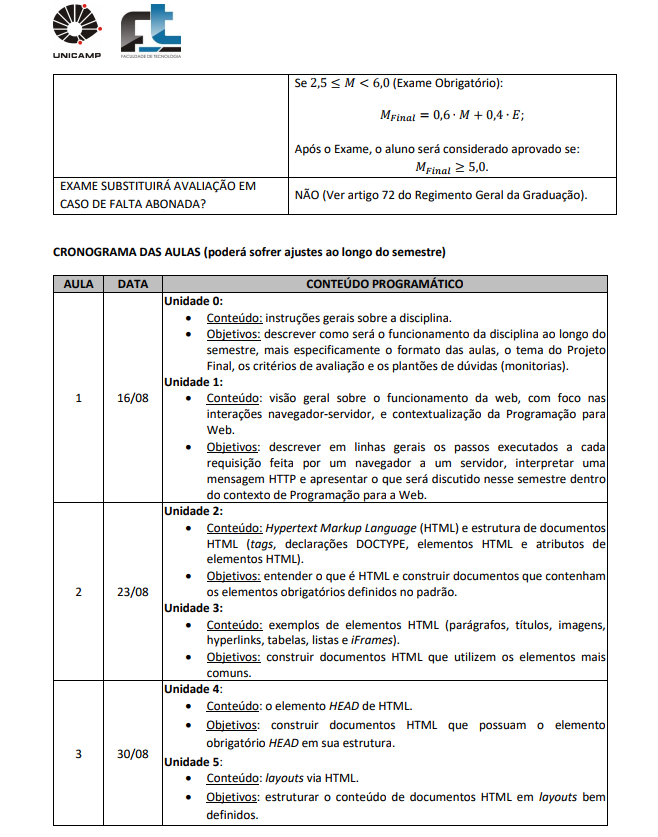 UNICAMP
FACULDADE DE TECNOLOGIA
Se 2,5 ≤ M < 6,0 (Exame Obrigatório):
M_Final = 0,6 · M + 0,4 · E;
Após o Exame, o aluno será considerado aprovado se:
M_Final ≥ 5,0.
EXAME SUBSTITUIRÁ AVALIAÇÃO EM
CASO DE FALTA ABONADA?
NÃO (Ver artigo 72 do Regimento Geral da Graduação).
CRONOGRAMA DAS AULAS (poderá sofrer ajustes ao longo do semestre)
AULA DATA CONTEÚDO PROGRAMÁTICO
1 16/08
Unidade 0:
• Conteúdo: instruções gerais sobre a disciplina.
• Objetivos: descrever como será o funcionamento da disciplina ao longo do
semestre, mais especificamente o formato das aulas, o tema do Projeto
Final, os critérios de avaliação e os plantões de dúvidas (monitorias).
Unidade 1:
• Conteúdo: visão geral sobre o funcionamento da web, com foco nas
interações navegador-servidor, e contextualização da Programação para
Web.
• Objetivos: descrever em linhas gerais os passos executados a cada
requisição feita por um navegador a um servidor, interpretar uma
mensagem HTTP e apresentar o que será discutido nesse semestre dentro
do contexto de Programação para a Web.
2 23/08
Unidade 2:
• Conteúdo: Hypertext Markup Language (HTML) e estrutura de documentos
HTML (tags, declarações DOCTYPE, elementos HTML e atributos de
elementos HTML).
• Objetivos: entender o que é HTML e construir documentos que contenham
os elementos obrigatórios definidos no padrão.
Unidade 3:
• Conteúdo: exemplos de elementos HTML (parágrafos, títulos, imagens,
hyperlinks, tabelas, listas e iFrames).
• Objetivos: construir documentos HTML que utilizem os elementos mais
comuns.
3 30/08
Unidade 4:
• Conteúdo: o elemento HEAD de HTML.
• Objetivos: construir documentos HTML que possuam o elemento
obrigatório HEAD em sua estrutura.
Unidade 5:
• Conteúdo: layouts via HTML.
• Objetivos: estruturar o conteúdo de documentos HTML em layouts bem
definidos.